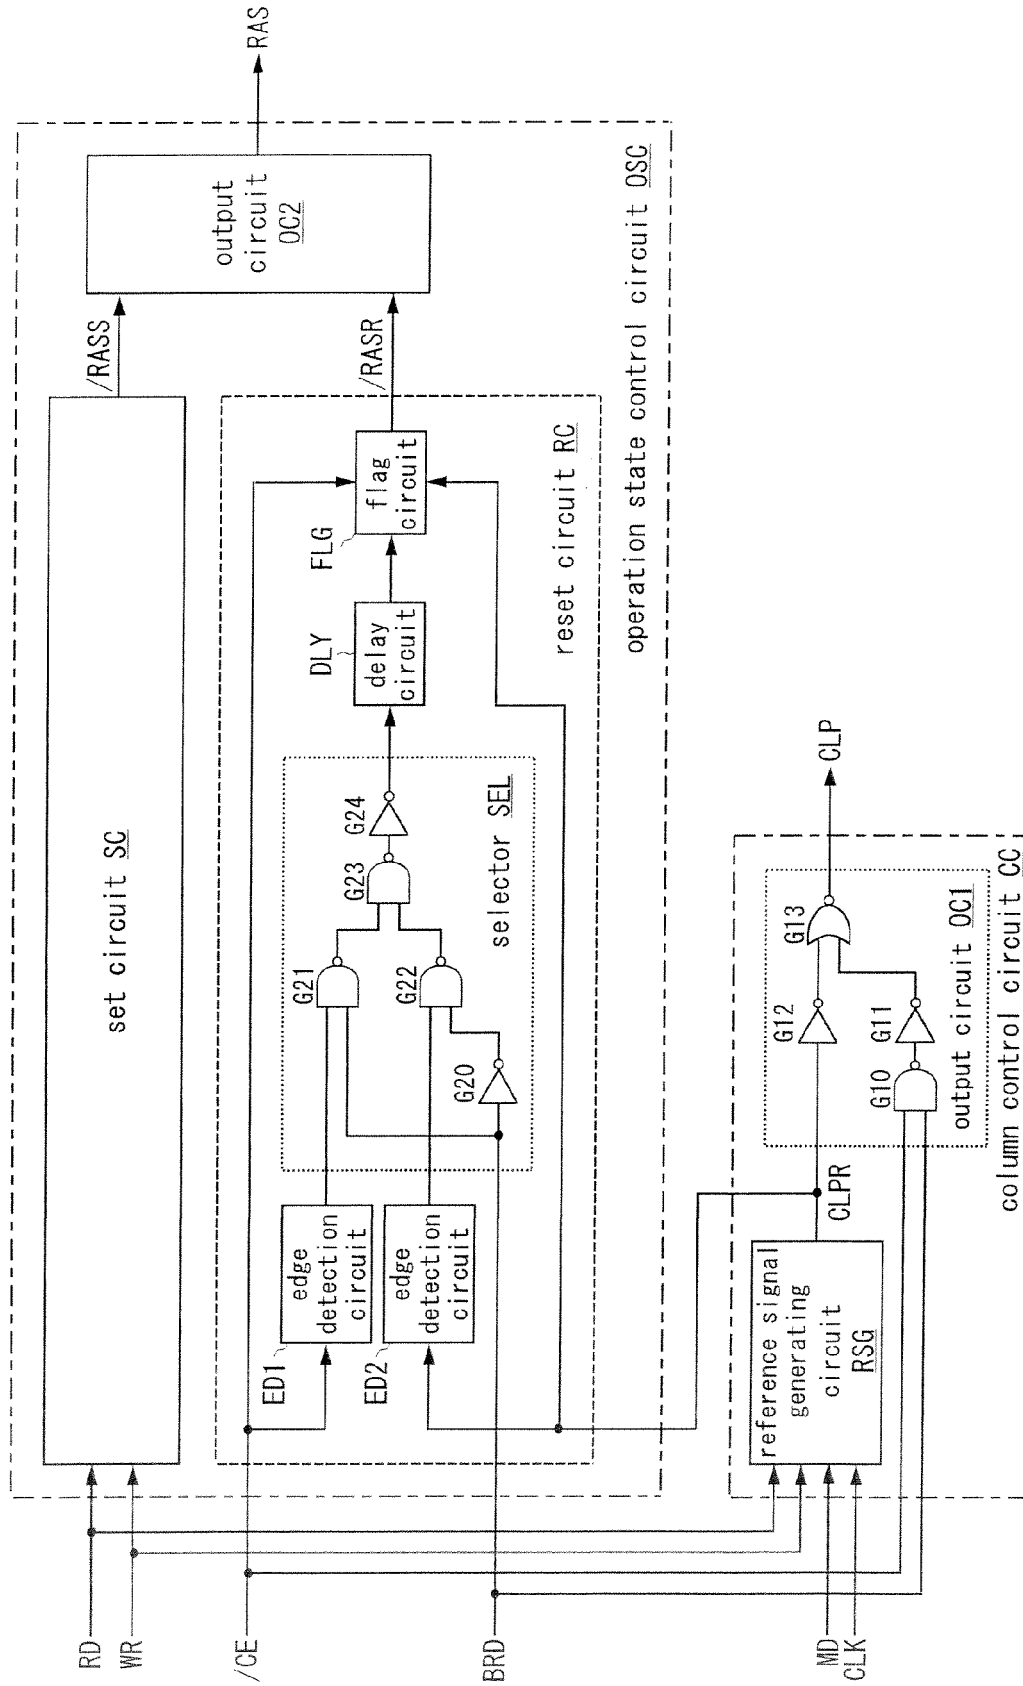 RD
WR
/CE
BRD
MD
CLK
set circuit SC
/RASS
output
circuit
OC2
RAS
ED1
edge
detection
circuit
ED2
edge
detection
circuit
G20
G21
G22
G23
G24
selector SEL
DLY
delay
circuit
FLG
flag
circuit
/RASR
reset circuit RC
operation state control circuit OSC
reference signal
generating
circuit
RSG
CLPR
G10
G11
G12
G13
output circuit OC1
CLP
column control circuit CC